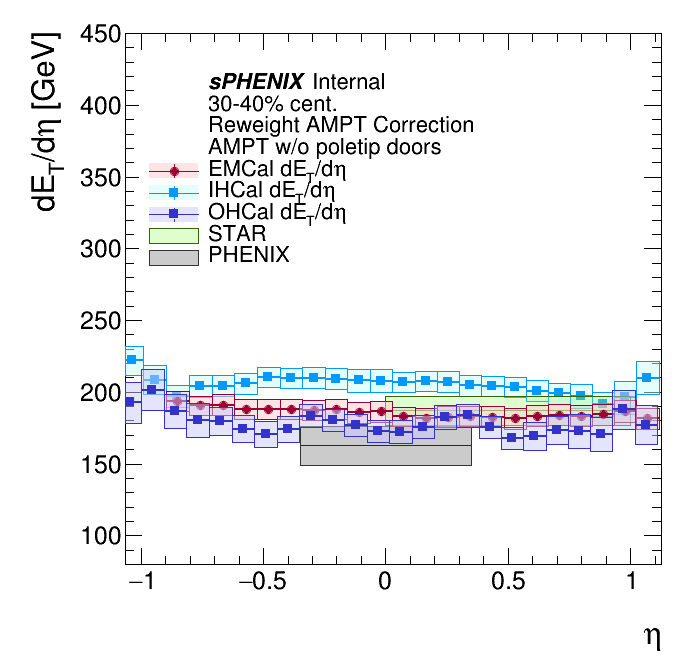 dE_T/dη [GeV]
450
400
350
300
250
200
150
100
sPHENIX Internal
30-40% cent.
Reweight AMPT Correction
AMPT w/o poletip doors
EMCal dE_T/dη
IHCal dE_T/dη
OHCal dE_T/dη
STAR
PHENIX
−1 −0.5 0 0.5 1
η